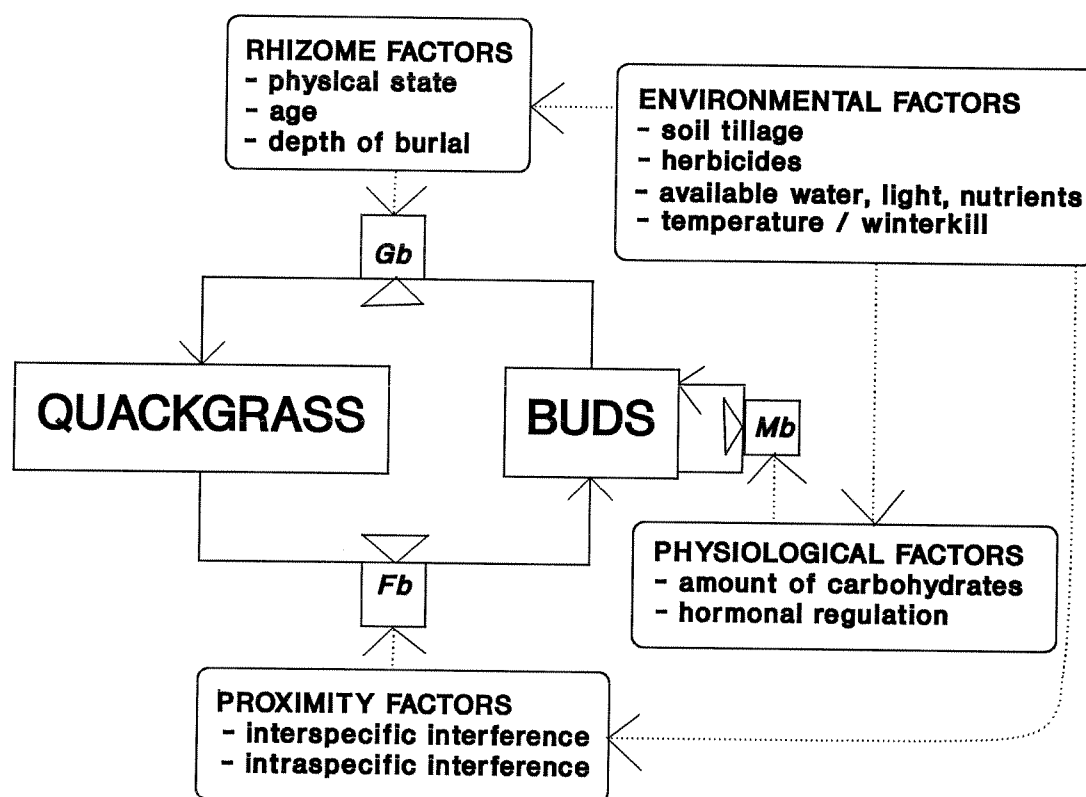 RHIZOME FACTORS
- physical state
- age
- depth of burial
ENVIRONMENTAL FACTORS
- soil tillage
- herbicides
- available water, light, nutrients
- temperature / winterkill
Gb
QUACKGRASS
BUDS
Mb
Fb
PHYSIOLOGICAL FACTORS
- amount of carbohydrates
- hormonal regulation
PROXIMITY FACTORS
- interspecific interference
- intraspecific interference